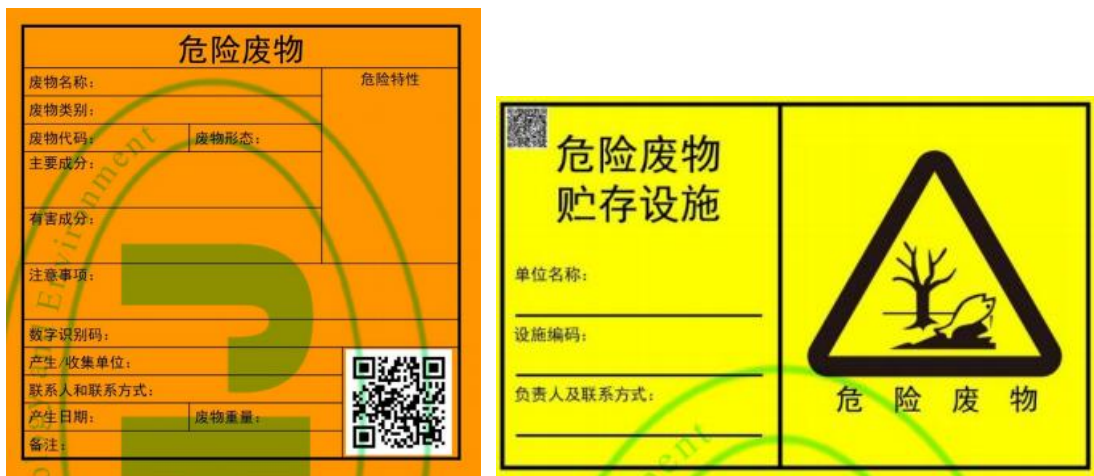 危险废物
废物名称：
危险特性
废物类别：
废物代码：
废物形态：
主要成分：
有害成分：
注意事项：
数字识别码：
产生/收集单位：
联系人和联系方式：
产生日期：
废物重量：
备注：
危险废物
贮存设施
单位名称：
设施编码：
负责人及联系方式：
危险废物